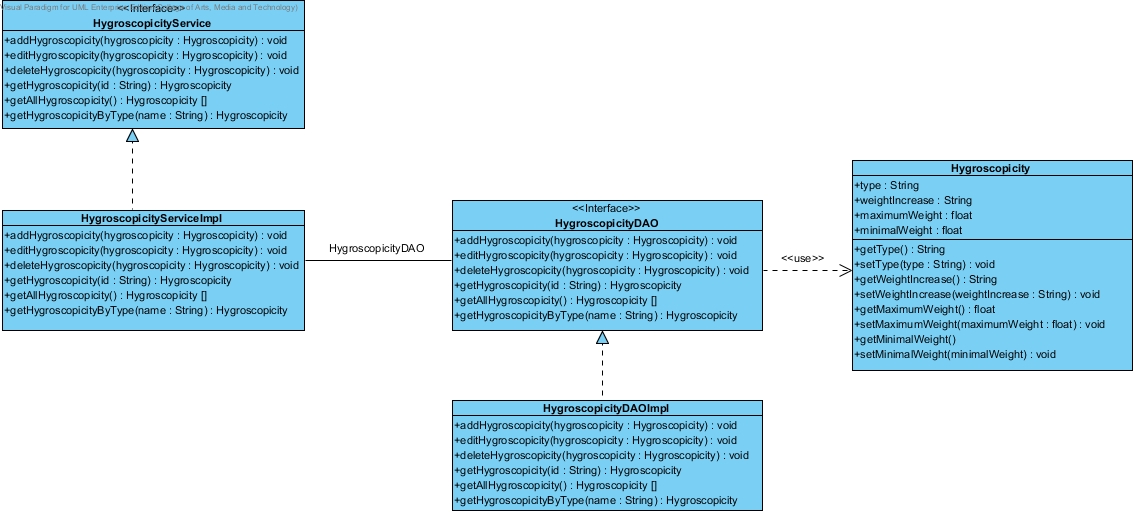 Visual Paradigm for UML Enterprise of Arts, Media and Technology)
<<Interface>>
HygroscopicityService
+addHygroscopicity(hygroscopicity : Hygroscopicity) : void
+editHygroscopicity(hygroscopicity : Hygroscopicity) : void
+deleteHygroscopicity(hygroscopicity : Hygroscopicity) : void
+getHygroscopicity(id : String) : Hygroscopicity
+getAllHygroscopicity() : Hygroscopicity []
+getHygroscopicityByType(name : String) : Hygroscopicity
HygroscopicityServiceImpl
+addHygroscopicity(hygroscopicity : Hygroscopicity) : void
+editHygroscopicity(hygroscopicity : Hygroscopicity) : void
+deleteHygroscopicity(hygroscopicity : Hygroscopicity) : void
+getHygroscopicity(id : String) : Hygroscopicity
+getAllHygroscopicity() : Hygroscopicity []
+getHygroscopicityByType(name : String) : Hygroscopicity
HygroscopicityDAO
<<Interface>>
HygroscopicityDAO
+addHygroscopicity(hygroscopicity : Hygroscopicity) : void
+editHygroscopicity(hygroscopicity : Hygroscopicity) : void
+deleteHygroscopicity(hygroscopicity : Hygroscopicity) : void
+getHygroscopicity(id : String) : Hygroscopicity
+getAllHygroscopicity() : Hygroscopicity []
+getHygroscopicityByType(name : String) : Hygroscopicity
<<use>>
Hygroscopicity
+type : String
+weightIncrease : String
+maximumWeight : float
+minimalWeight : float
+getType() : String
+setType(type : String) : void
+getWeightIncrease() : String
+setWeightIncrease(weightIncrease : String) : void
+getMaximumWeight() : float
+setMaximumWeight(maximumWeight : float) : void
+getMinimalWeight()
+setMinimalWeight(minimalWeight) : void
HygroscopicityDAOImpl
+addHygroscopicity(hygroscopicity : Hygroscopicity) : void
+editHygroscopicity(hygroscopicity : Hygroscopicity) : void
+deleteHygroscopicity(hygroscopicity : Hygroscopicity) : void
+getHygroscopicity(id : String) : Hygroscopicity
+getAllHygroscopicity() : Hygroscopicity []
+getHygroscopicityByType(name : String) : Hygroscopicity